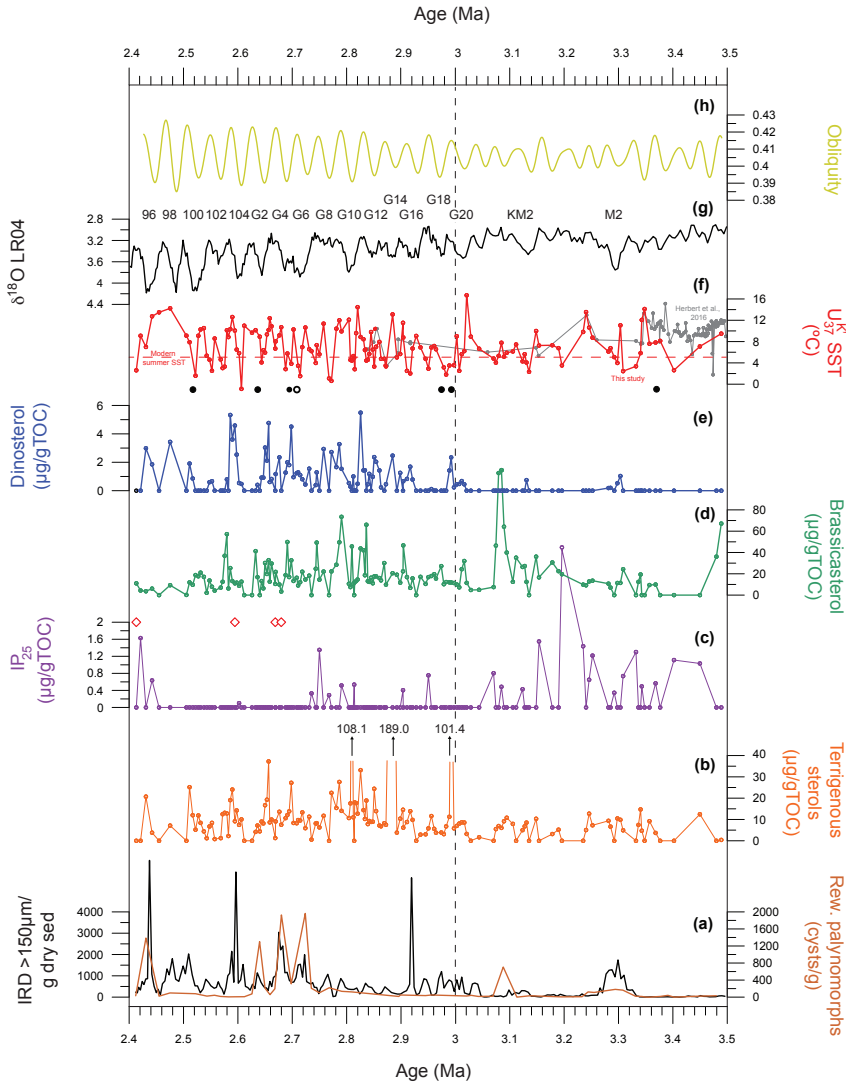 Age (Ma)
2.4 2.5 2.6 2.7 2.8 2.9 3 3.1 3.2 3.3 3.4 3.5
(h)
0.43
0.42
0.41
0.4
0.39
0.38
Obliquity
G14 G18
96 98 100 102 104 G2 G4 G6 G8 G10 G12 G16 G20 KM2 M2
(g)
2.8
3.2
3.6
4
4.4
δ18O LR04
(f)
16
12
8
4
0
UK'37 SST
(ºC)
Herbert et al.,
2016
Modern
summer SST
This study
(e)
6
4
2
0
Dinosterol
(µg/gTOC)
(d)
80
60
40
20
0
Brassicasterol
(µg/gTOC)
(c)
2
1.6
1.2
0.8
0.4
0
IP25
(µg/gTOC)
108.1 189.0 101.4
(b)
40
30
20
10
0
Terrigenous
sterols
(µg/gTOC)
(a)
4000
3000
2000
1000
0
IRD >150µm/
g dry sed
2000
1600
1200
800
400
0
Rew. palynomorphs
(cysts/g)
2.4 2.5 2.6 2.7 2.8 2.9 3 3.1 3.2 3.3 3.4 3.5
Age (Ma)